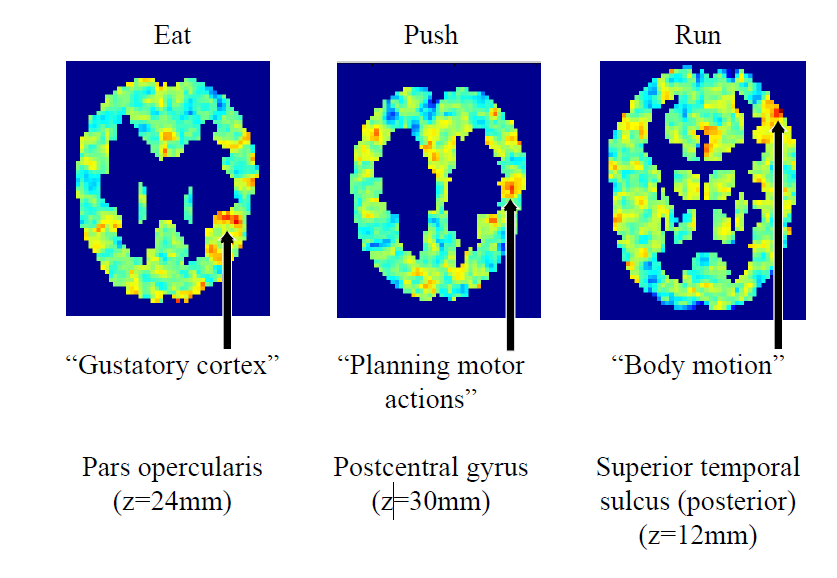 Eat
Push
Run
“Gustatory cortex”
“Planning motor
actions”
“Body motion”
Pars opercularis
(z=24mm)
Postcentral gyrus
(z=30mm)
Superior temporal
sulcus (posterior)
(z=12mm)